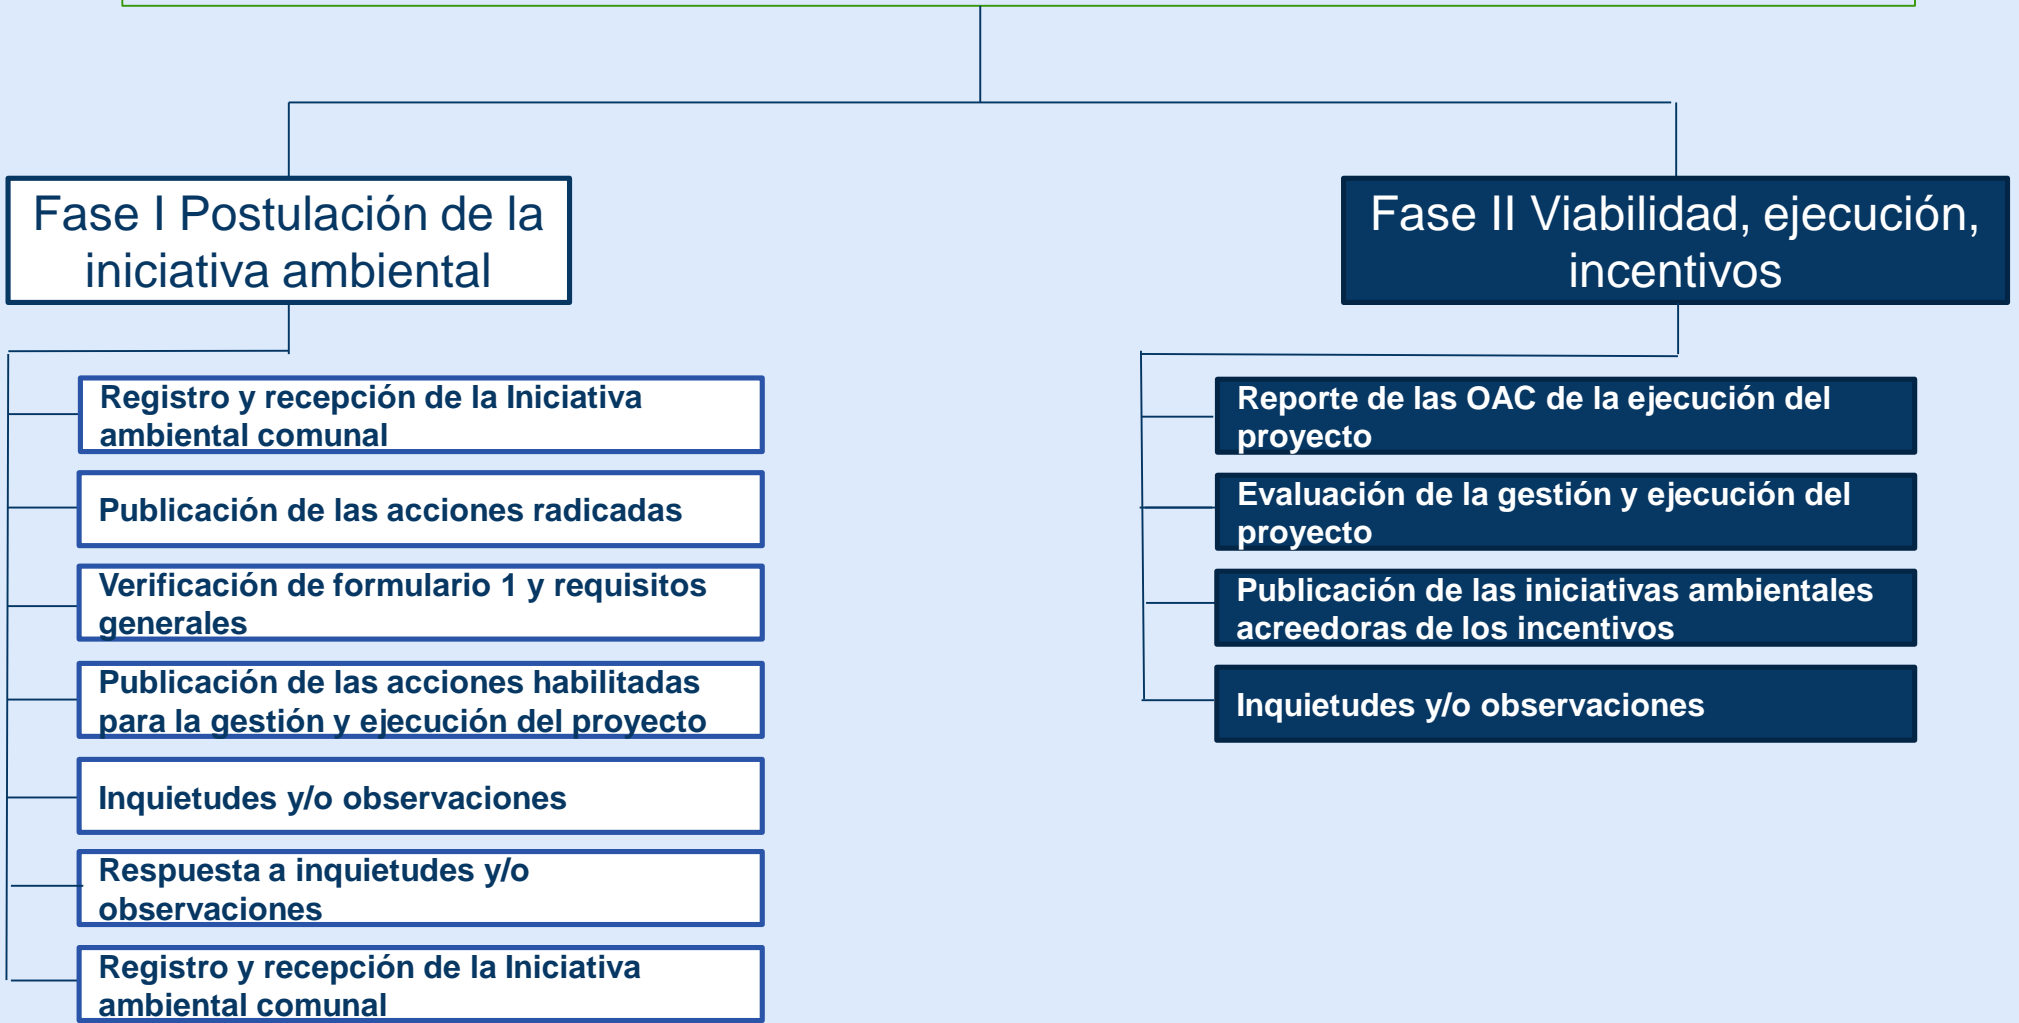 Fase I Postulación de la
iniciativa ambiental
Registro y recepción de la Iniciativa
ambiental comunal
Publicación de las acciones radicadas
Verificación de formulario 1 y requisitos
generales
Publicación de las acciones habilitadas
para la gestión y ejecución del proyecto
Inquietudes y/o observaciones
Respuesta a inquietudes y/o
observaciones
Registro y recepción de la Iniciativa
ambiental comunal
Fase II Viabilidad, ejecución,
incentivos
Reporte de las OAC de la ejecución del
proyecto
Evaluación de la gestión y ejecución del
proyecto
Publicación de las iniciativas ambientales
acreedoras de los incentivos
Inquietudes y/o observaciones